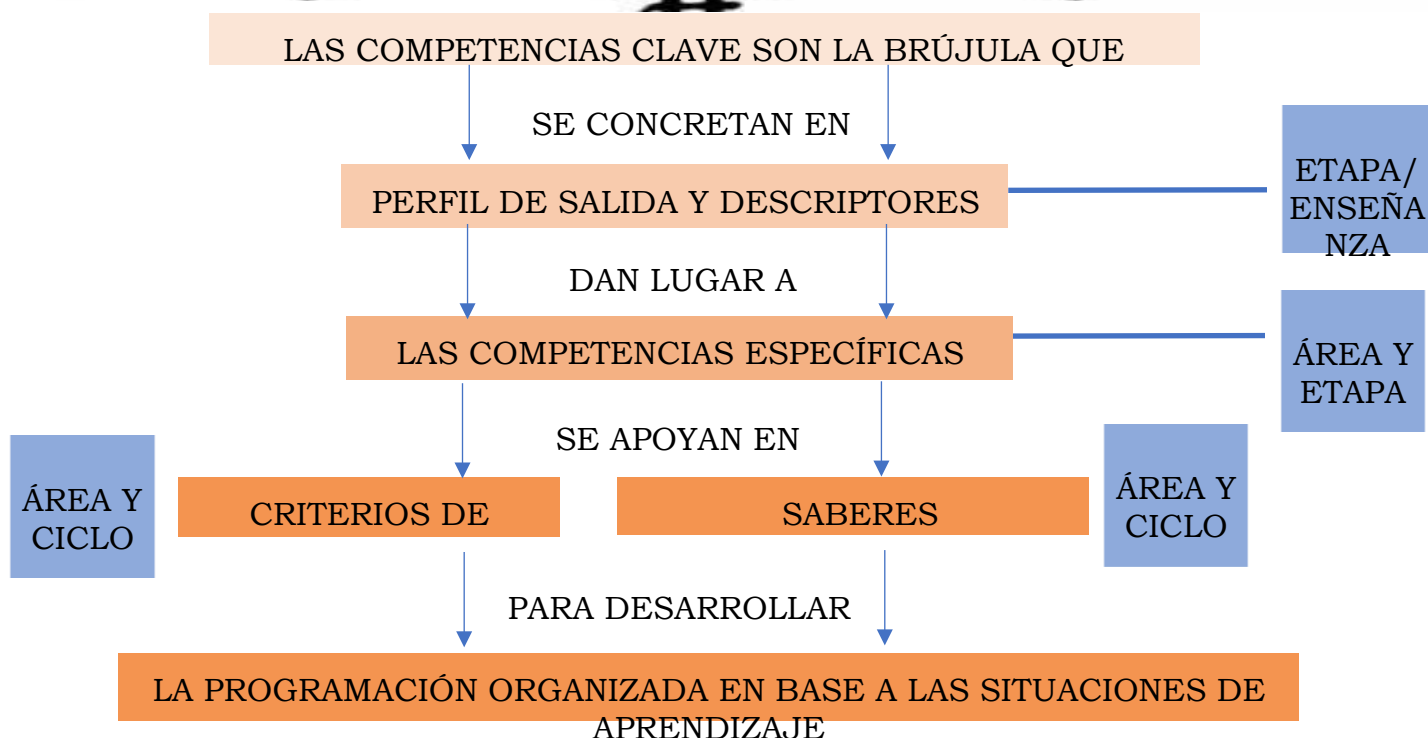 LAS COMPETENCIAS CLAVE SON LA BRÚJULA QUE
SE CONCRETAN EN
PERFIL DE SALIDA Y DESCRIPTORES
ETAPA/
ENSEÑA
NZA
DAN LUGAR A
LAS COMPETENCIAS ESPECÍFICAS
ÁREA Y
ETAPA
SE APOYAN EN
ÁREA Y
CICLO
CRITERIOS DE
SABERES
ÁREA Y
CICLO
PARA DESARROLLAR
LA PROGRAMACIÓN ORGANIZADA EN BASE A LAS SITUACIONES DE
APRENDIZAJE